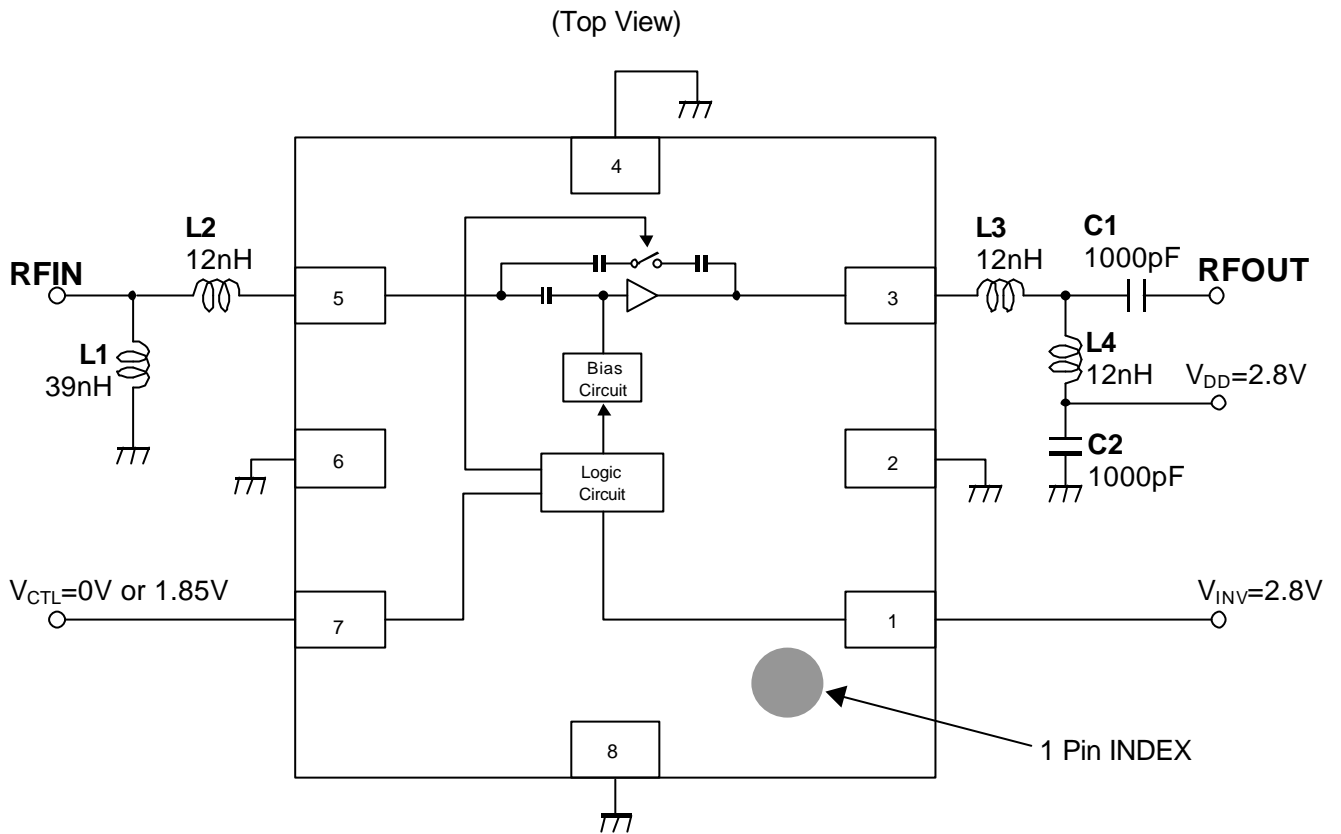 (Top View)
4
L2
12nH
RFIN
5
L1
39nH
3
L3
12nH
C1
1000pF
RFOUT
L4
12nH
V_DD=2.8V
C2
1000pF
Bias
Circuit
6
2
Logic
Circuit
V_CTL=0V or 1.85V
7
1
V_INV=2.8V
8
1 Pin INDEX